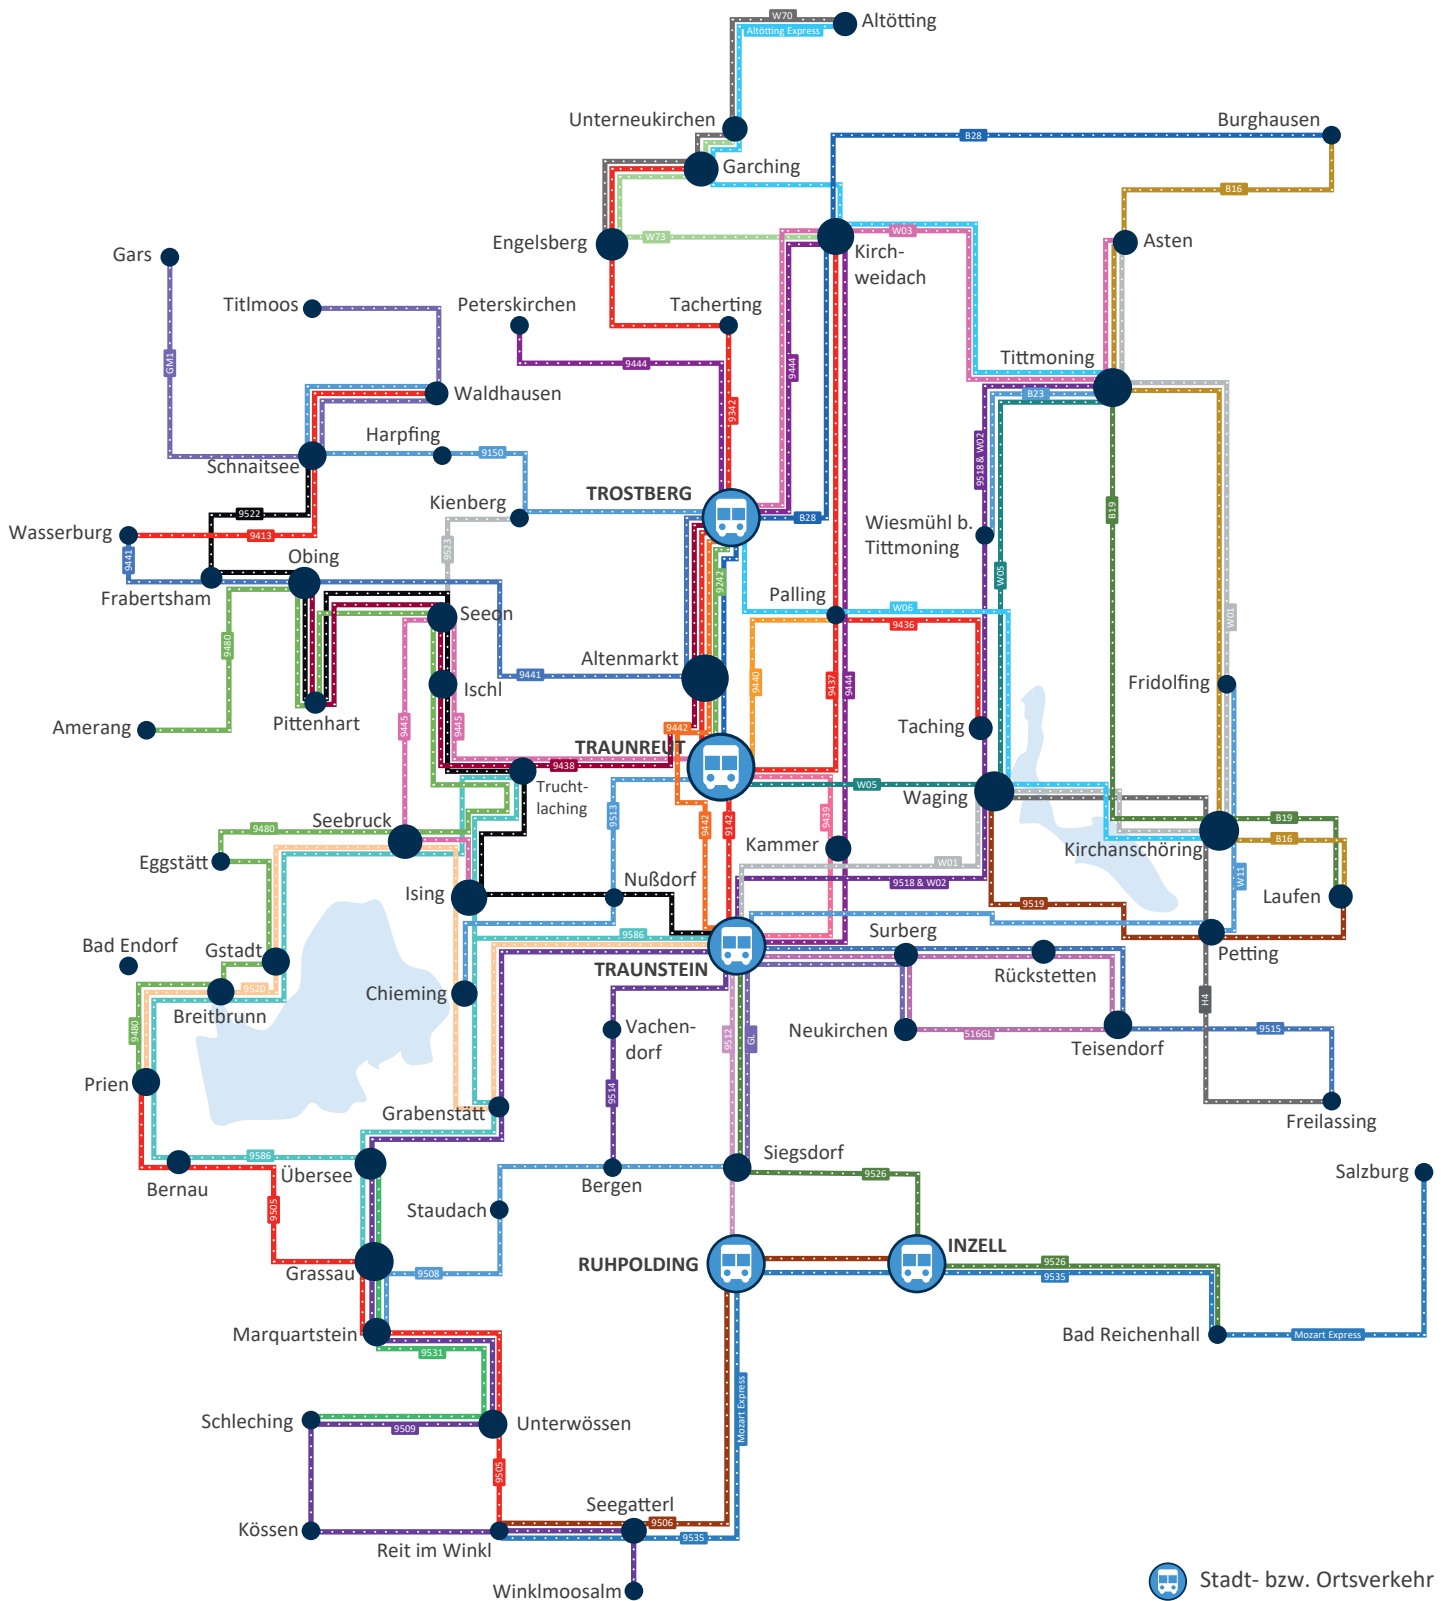 W70
Altötting
Altötting Express
Unterneukirchen
Burghausen
B28
Garching
B16
Engelsberg
W73
W03
Asten
Kirch-
weidach
Gars
Titlmoos
Peterskirchen
Tacherting
GM1
9444
9444
Tittmoning
Waldhausen
B23
9342
Harpfing
9518 & W02
9150
Schnaitsee
TROSTBERG
B19
Kienberg
9522
B28
Wiesmühl b.
Tittmoning
Wasserburg
9413
9441
9523
Obing
W05
9242
Frabertsham
Palling
W06
Seeon
9436
W01
9480
Altenmarkt
9441
9440
9437
9444
Fridolfing
Ischl
Pittenhart
Amerang
9445
9445
9442
Taching
TRAUNREUT
9438
Trucht-
laching
W05
Waging
9513
Seebruck
9480
9442
9142
9439
B19
B16
Kammer
Kirchanschöring
Eggstätt
W01
W11
Nußdorf
9518 & W02
Ising
Laufen
9519
9586
Surberg
Bad Endorf
Gstadt
TRAUNSTEIN
Petting
Rückstetten
9520
Chieming
H4
Breitbrunn
Vachen-
dorf
9480
9512
GL
Neukirchen
516GL
9515
Teisendorf
Prien
9514
Grabenstätt
Freilassing
Siegsdorf
9586
Übersee
Bernau
Bergen
9526
Salzburg
Staudach
9505
INZELL
RUHPOLDING
Grassau
9508
9526
9535
Marquartstein
Bad Reichenhall
Mozart Express
9531
Mozart Express
Schleching
9509
Unterwössen
9505
Seegatterl
9506
Kössen
9535
Reit im Winkl
Winklmoosalm
Stadt- bzw. Ortsverkehr